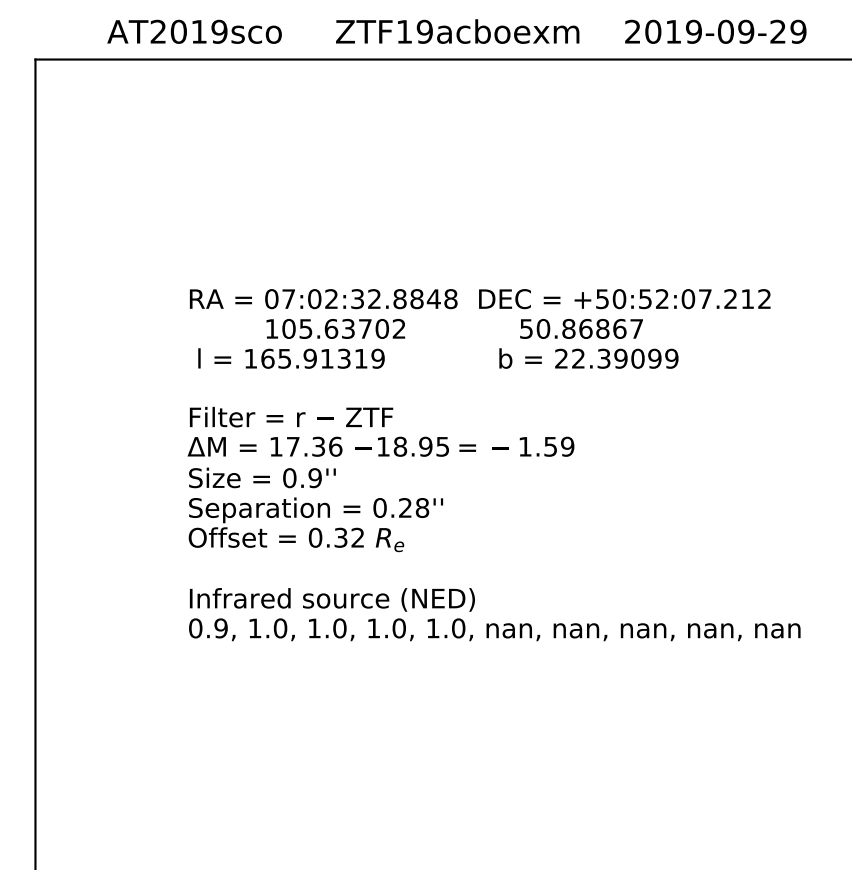 AT2019sco ZTF19acboexm 2019-09-29
RA = 07:02:32.8848 DEC = +50:52:07.212
105.63702 50.86867
l = 165.91319 b = 22.39099
Filter = r − ZTF
ΔM = 17.36 −18.95 = − 1.59
Size = 0.9''
Separation = 0.28''
Offset = 0.32 Re
Infrared source (NED)
0.9, 1.0, 1.0, 1.0, 1.0, nan, nan, nan, nan, nan